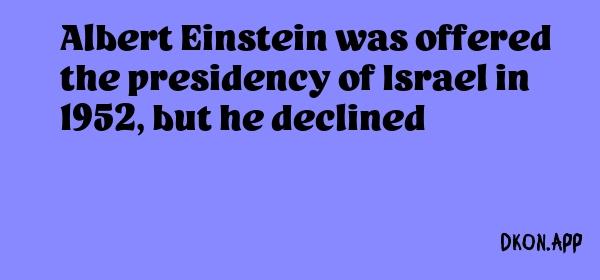 Albert Einstein was offered
the presidency of Israel in
1952, but he declined
DKON.APP